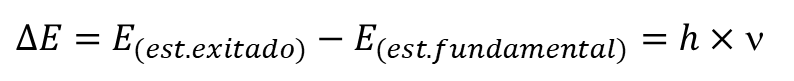 ΔE = E(est.exitado) − E(est.fundamental) = h × ν